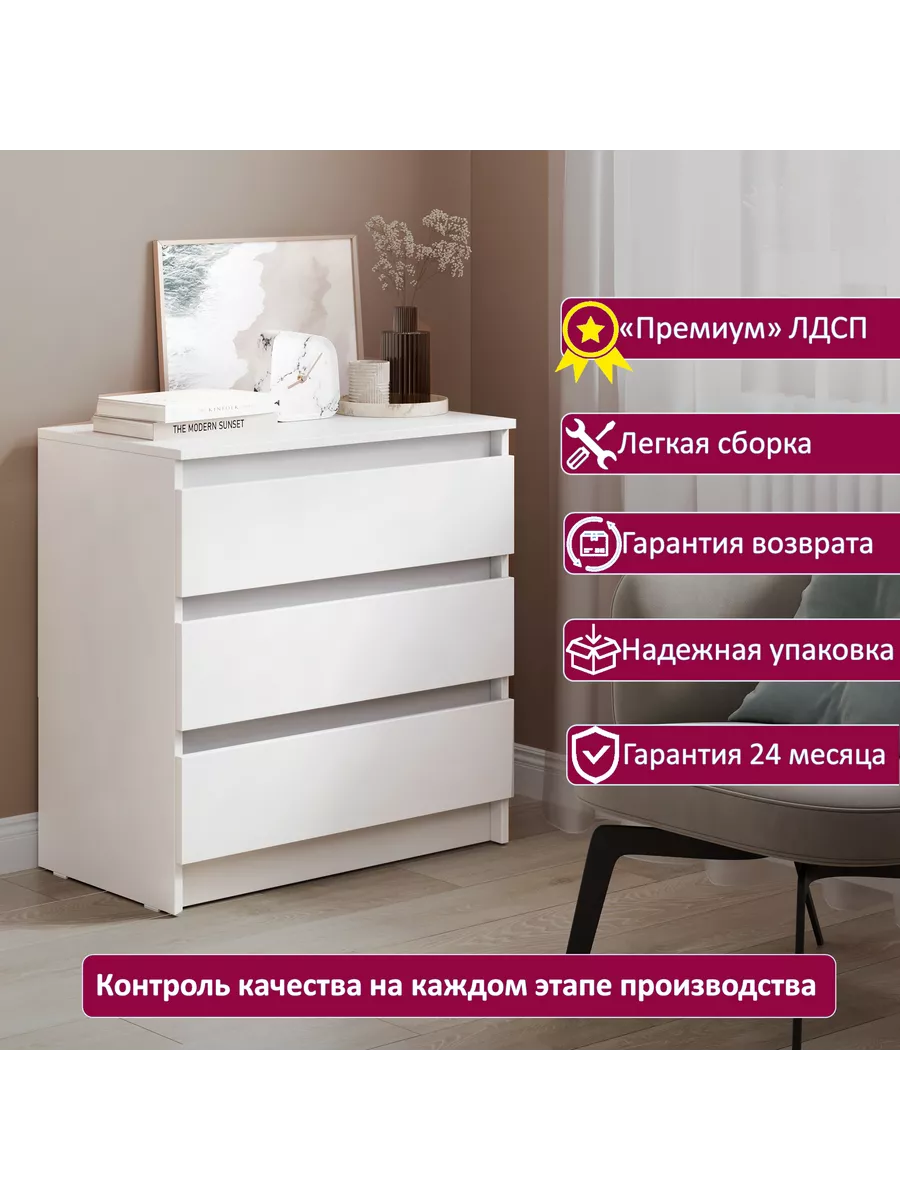 «Премиум» ЛДСП
KINFOLK
THE MODERN SUNSET
Легкая сборка
Гарантия возврата
Надежная упаковка
Гарантия 24 месяца
Контроль качества на каждом этапе производства